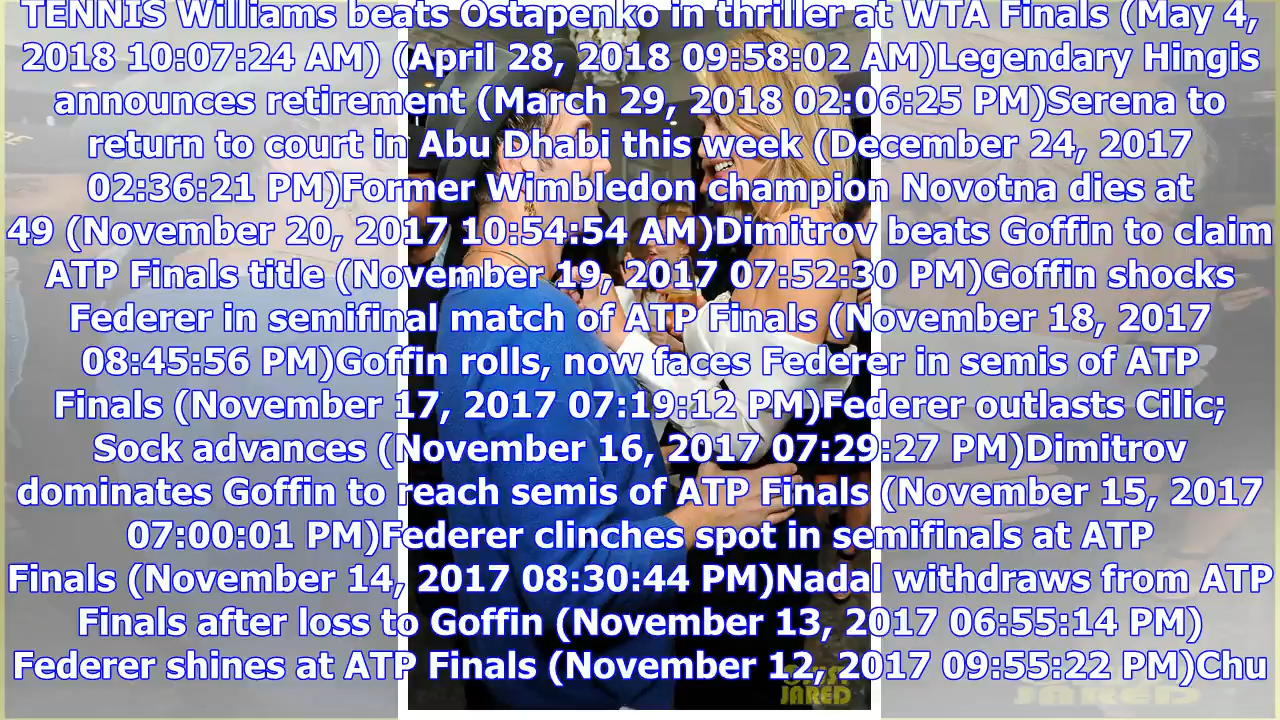 TENNIS Williams beats Ostapenko in thriller at WTA Finals (May 4,
2018 10:07:24 AM) (April 28, 2018 09:58:02 AM)Legendary Hingis
announces retirement (March 29, 2018 02:06:25 PM)Serena to
return to court in Abu Dhabi this week (December 24, 2017
02:36:21 PM)Former Wimbledon champion Novotna dies at
49 (November 20, 2017 10:54:54 AM)Dimitrov beats Goffin to claim
ATP Finals title (November 19, 2017 07:52:30 PM)Goffin shocks
Federer in semifinal match of ATP Finals (November 18, 2017
08:45:56 PM)Goffin rolls, now faces Federer in semis of ATP
Finals (November 17, 2017 07:19:12 PM)Federer outlasts Cilic;
Sock advances (November 16, 2017 07:29:27 PM)Dimitrov
dominates Goffin to reach semis of ATP Finals (November 15, 2017
07:00:01 PM)Federer clinches spot in semifinals at ATP
Finals (November 14, 2017 08:30:44 PM)Nadal withdraws from ATP
Finals after loss to Goffin (November 13, 2017 06:55:14 PM)
Federer shines at ATP Finals (November 12, 2017 09:55:22 PM)Chu
JUST
JARED
JARED